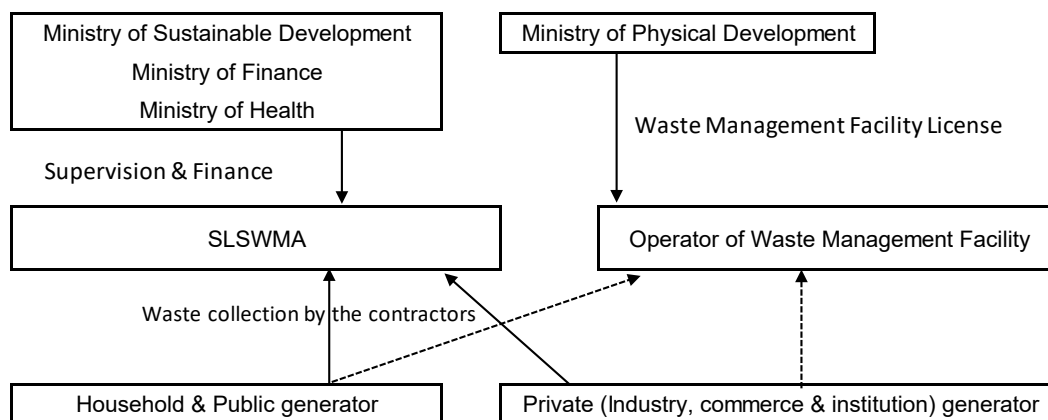 Ministry of Sustainable Development
Ministry of Finance
Ministry of Health
Ministry of Physical Development
Waste Management Facility License
Supervision & Finance
SLSWMA
Operator of Waste Management Facility
Waste collection by the contractors
Household & Public generator
Private (Industry, commerce & institution) generator